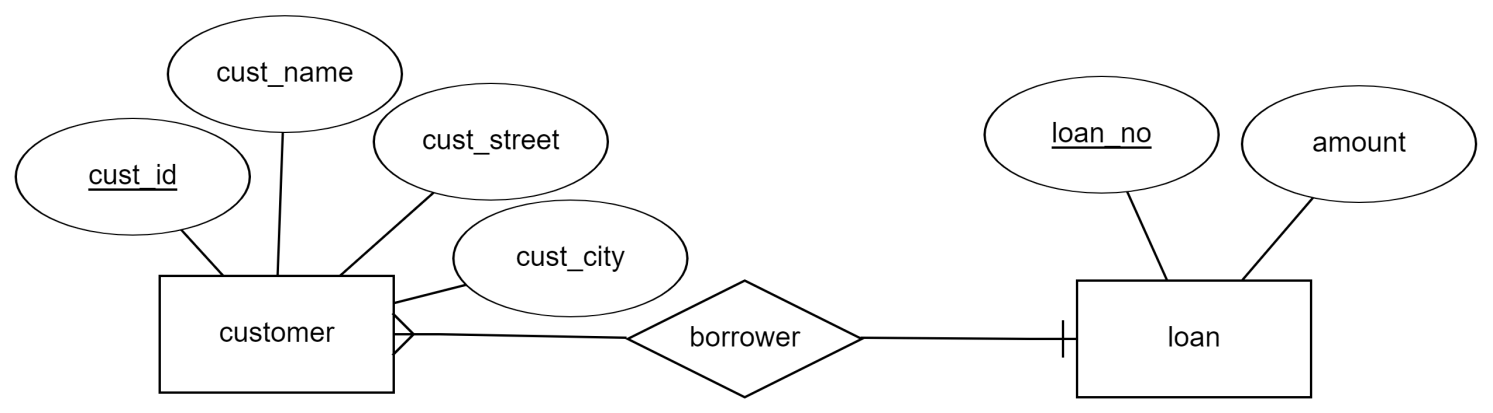 cust_name
cust_street
cust_id
cust_city
customer
borrower
loan_no
amount
loan